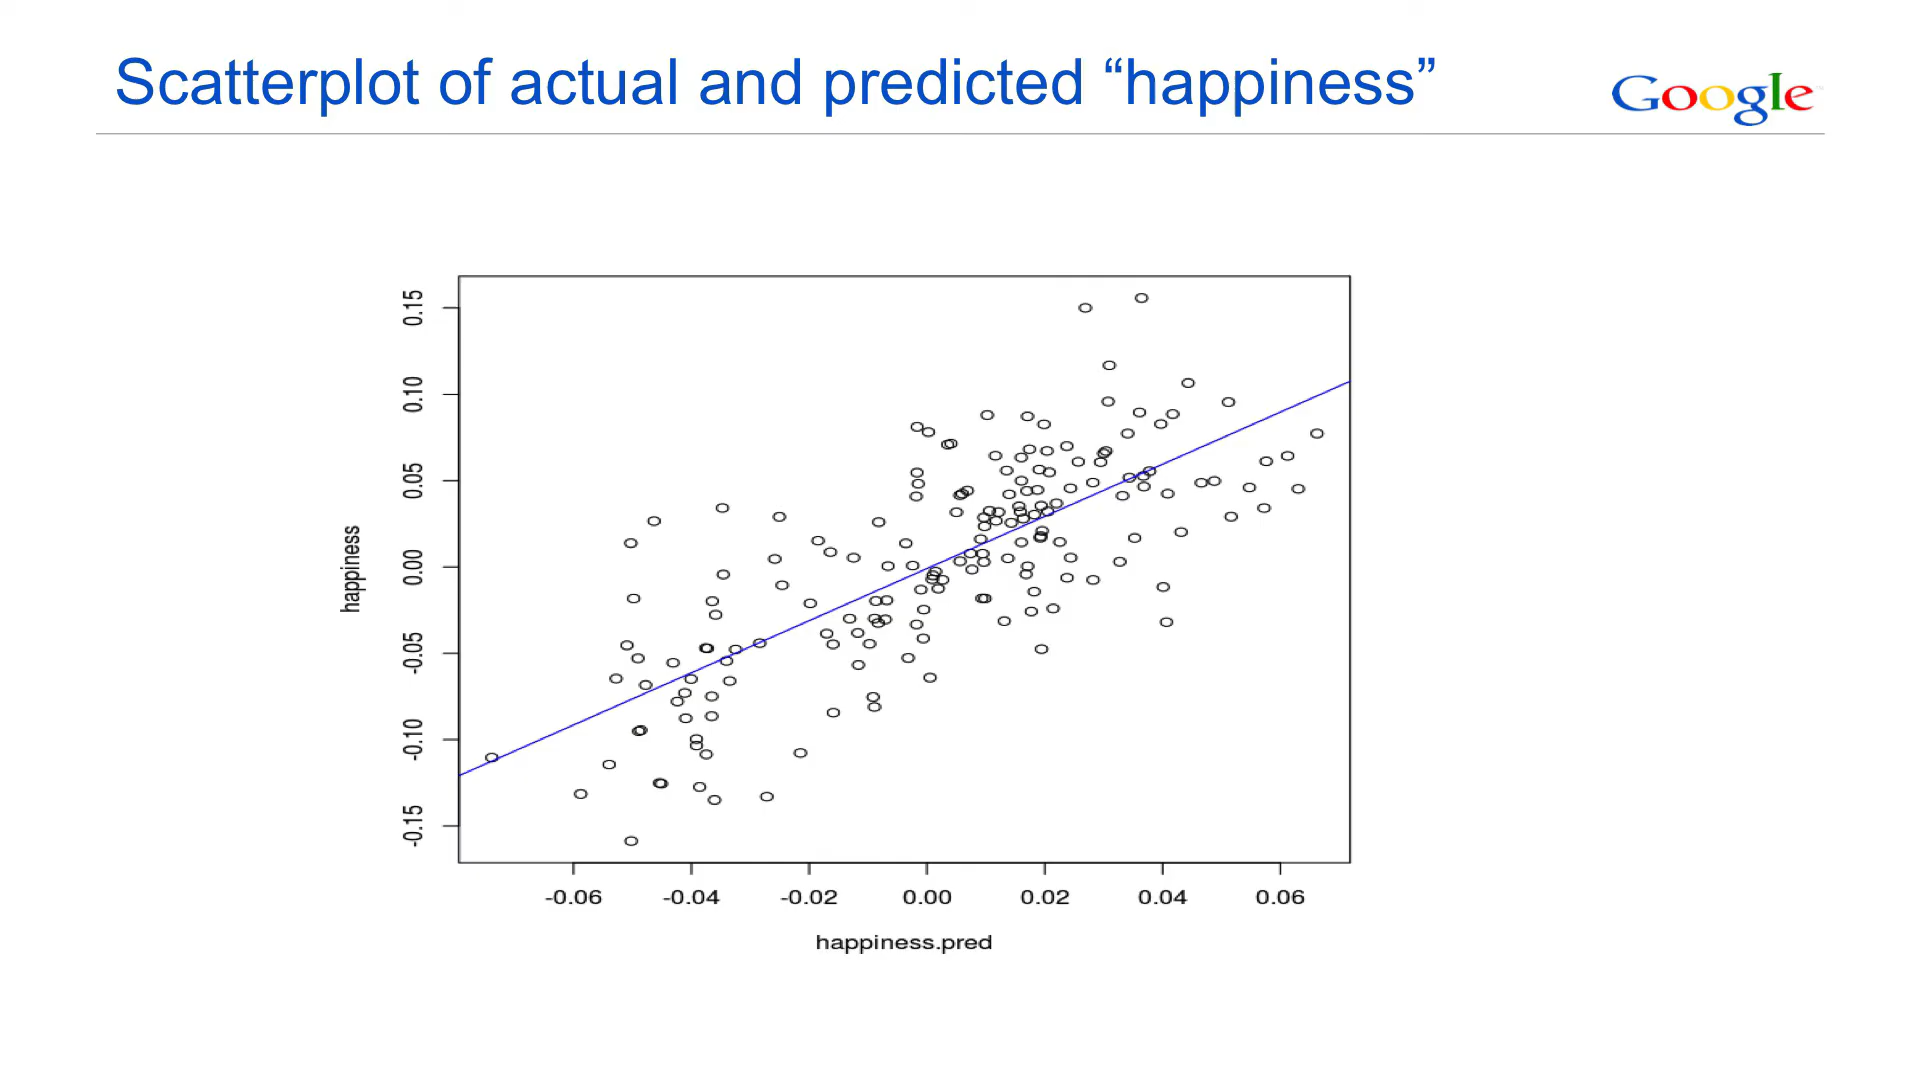 Scatterplot of actual and predicted “happiness”
Google
0.15
0.10
0.05
0.00
-0.05
-0.10
-0.15
happiness
-0.06 -0.04 -0.02 0.00 0.02 0.04 0.06
happiness.pred